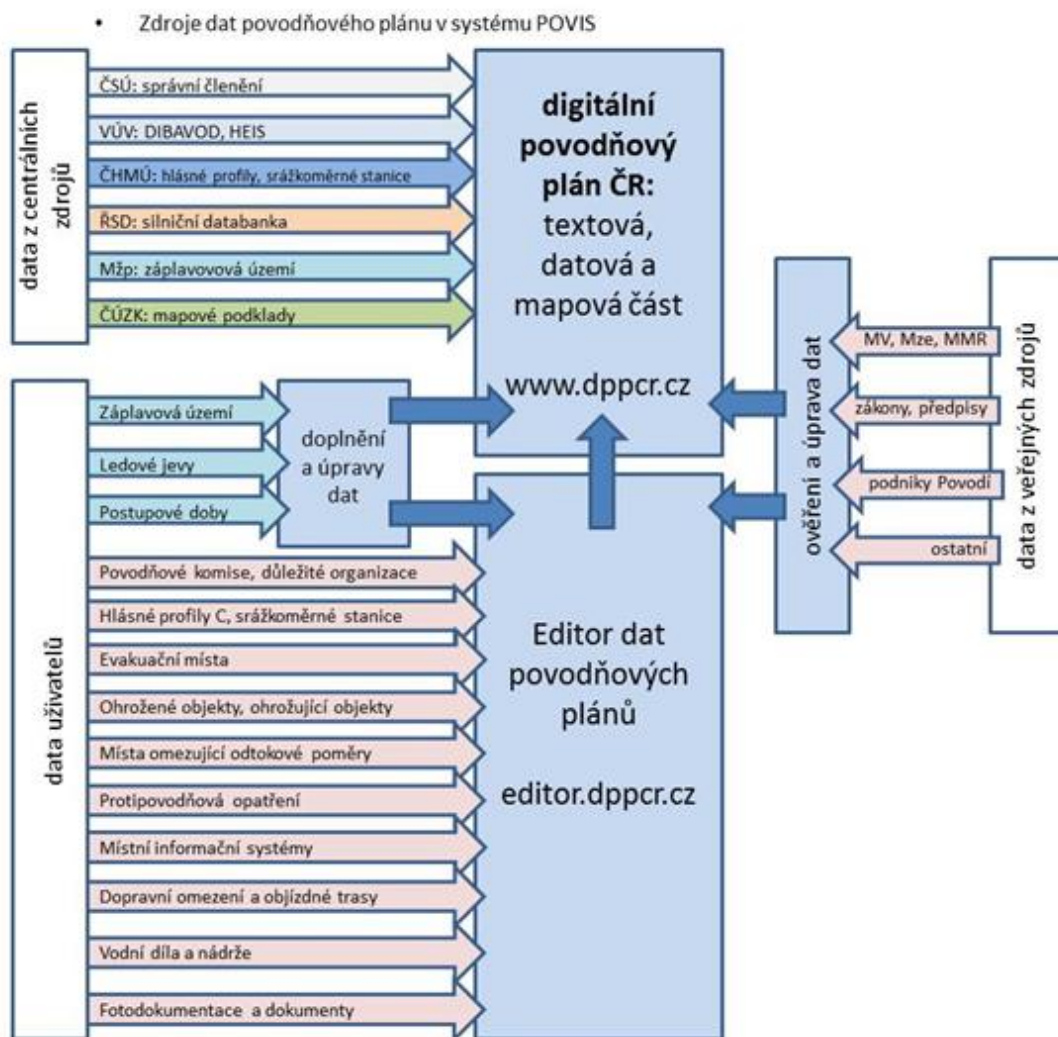 • Zdroje dat povodňového plánu v systému POVIS
data z centrálních
zdrojů
ČSÚ: správní členění
VÚV: DIBAVOD, HEIS
ČHMÚ: hlásné profily, srážkoměrné stanice
ŘSD: silniční databanka
Mžp: záplavovová území
ČÚZK: mapové podklady
digitální
povodňový
plán ČR:
textová,
datová a
mapová část
www.dppcr.cz
data uživatelů
Záplavová území
Ledové jevy
Postupové doby
doplnění
a úpravy
dat
Povodňové komise, důležité organizace
Hlásné profily C, srážkoměrné stanice
Evakuační místa
Ohrožené objekty, ohrožující objekty
Místa omezující odtokové poměry
Protipovodňová opatření
Místní informační systémy
Dopravní omezení a objízdné trasy
Vodní díla a nádrže
Fotodokumentace a dokumenty
Editor dat
povodňových
plánů
editor.dppcr.cz
ověření a úprava dat
MV, Mze, MMR
zákony, předpisy
podniky Povodí
ostatní
data z veřejných zdrojů